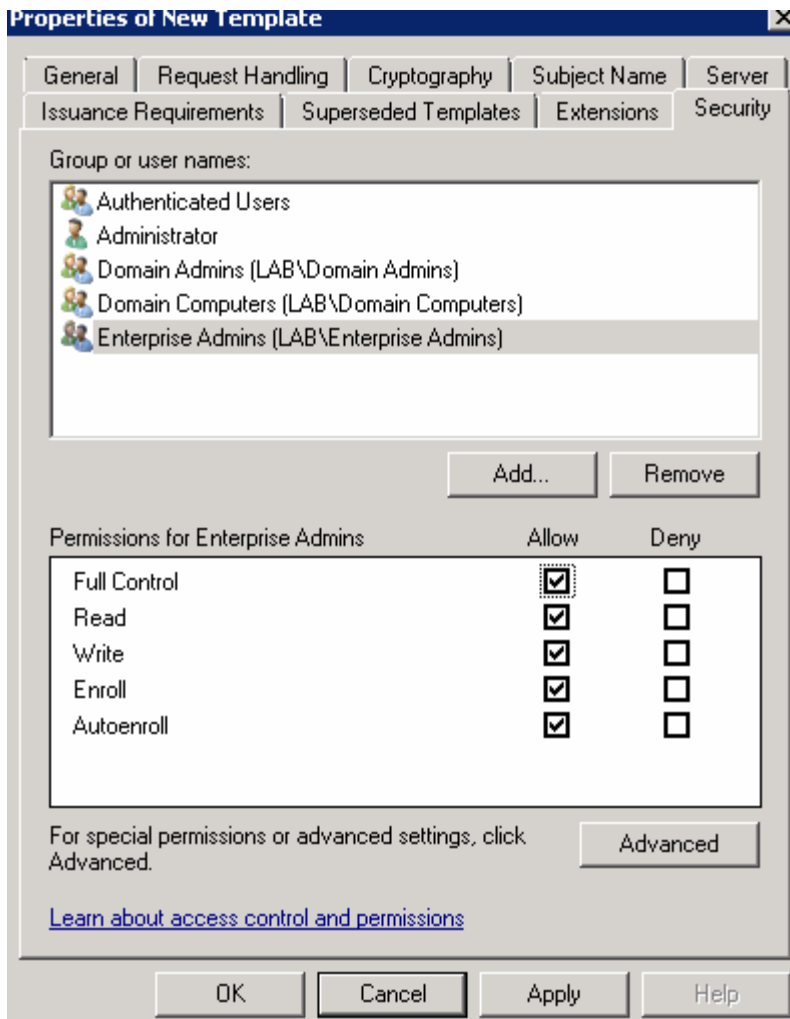 Properties of New Template
General Request Handling Cryptography Subject Name Server
Issuance Requirements Superseded Templates Extensions Security
Group or user names:
Authenticated Users
Administrator
Domain Admins (LAB\Domain Admins)
Domain Computers (LAB\Domain Computers)
Enterprise Admins (LAB\Enterprise Admins)
Add... Remove
Permissions for Enterprise Admins Allow Deny
Full Control
Read
Write
Enroll
Autoenroll
For special permissions or advanced settings, click
Advanced.
Advanced
Learn about access control and permissions
OK Cancel Apply Help